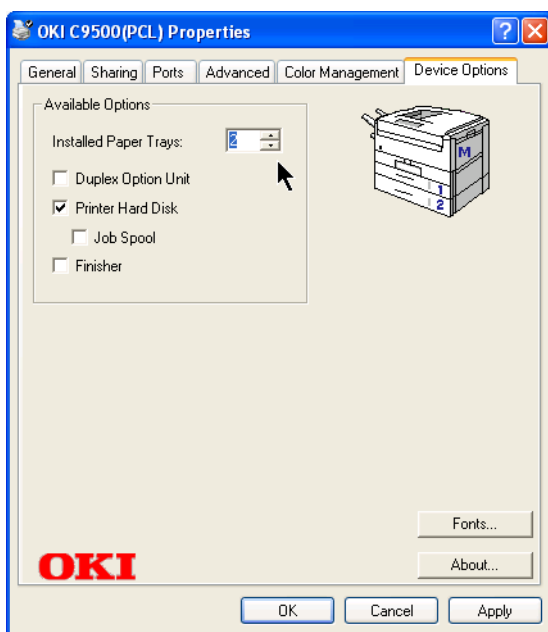 OKI C9500(PCL) Properties
General Sharing Ports Advanced Color Management Device Options
Available Options
Installed Paper Trays: 2
Duplex Option Unit
Printer Hard Disk
Job Spool
Finisher
M
1
2
Fonts...
OKI
About...
OK Cancel Apply